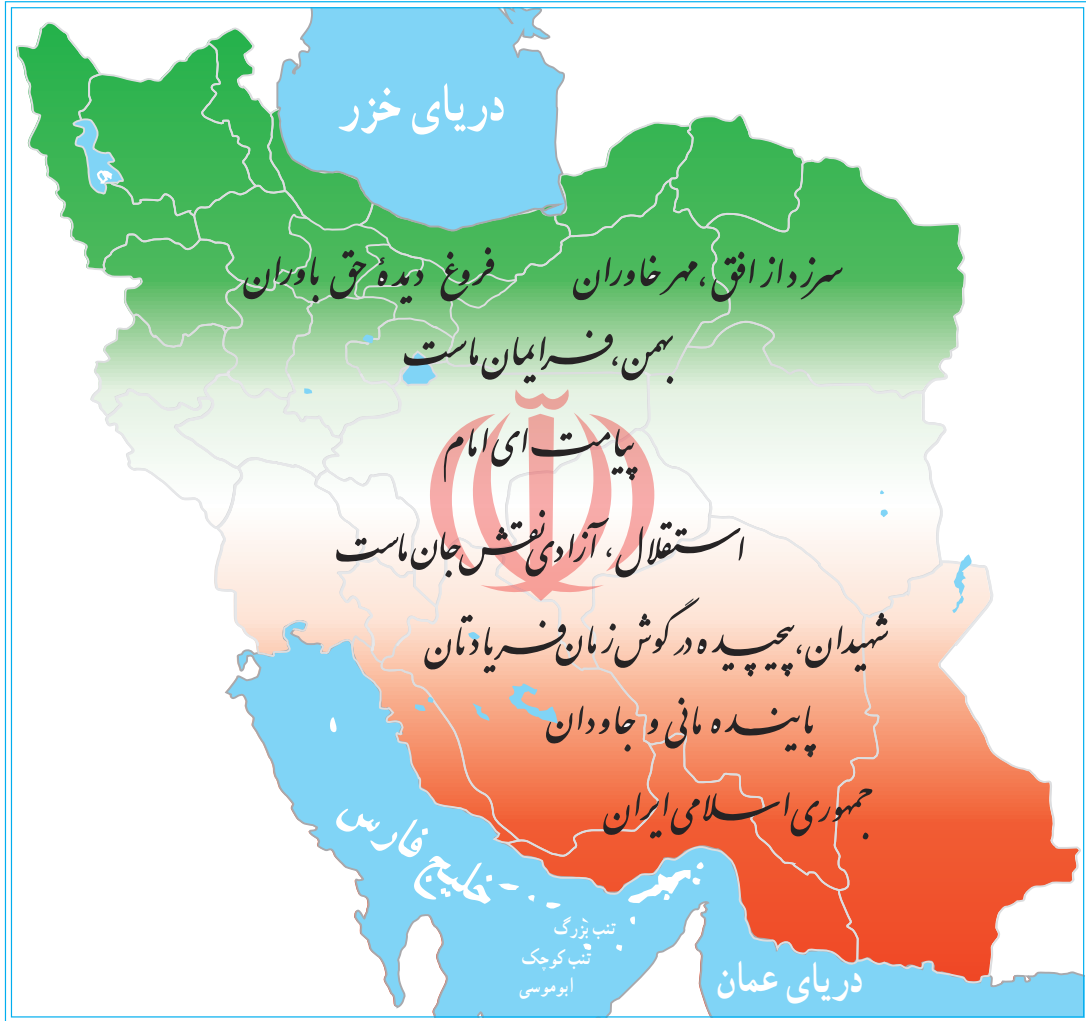 دریای خزر
سر زد از افق، مهر خاوران فروغ دیدهٔ حق باوران
بهمن، فر ایمان ماست
پیامت ای امام
استقلال، آزادی نقش جان ماست
شهیدان، پیچیده در گوش زمان فریادتان
پاینده مانی و جاودان
جمهوری اسلامی ایران
خلیج فارس
تنب بزرگ
تنب کوچک
ابوموسی
دریای عمان